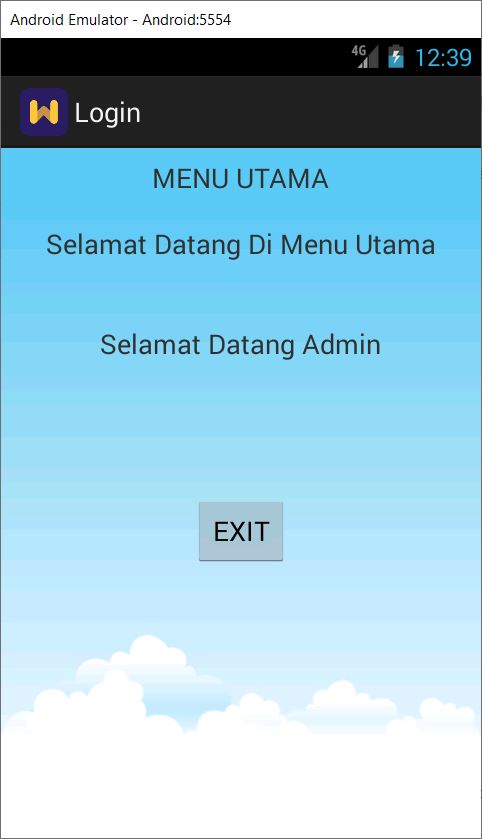 Android Emulator - Android:5554
4G 12:39
Login
MENU UTAMA
Selamat Datang Di Menu Utama
Selamat Datang Admin
EXIT